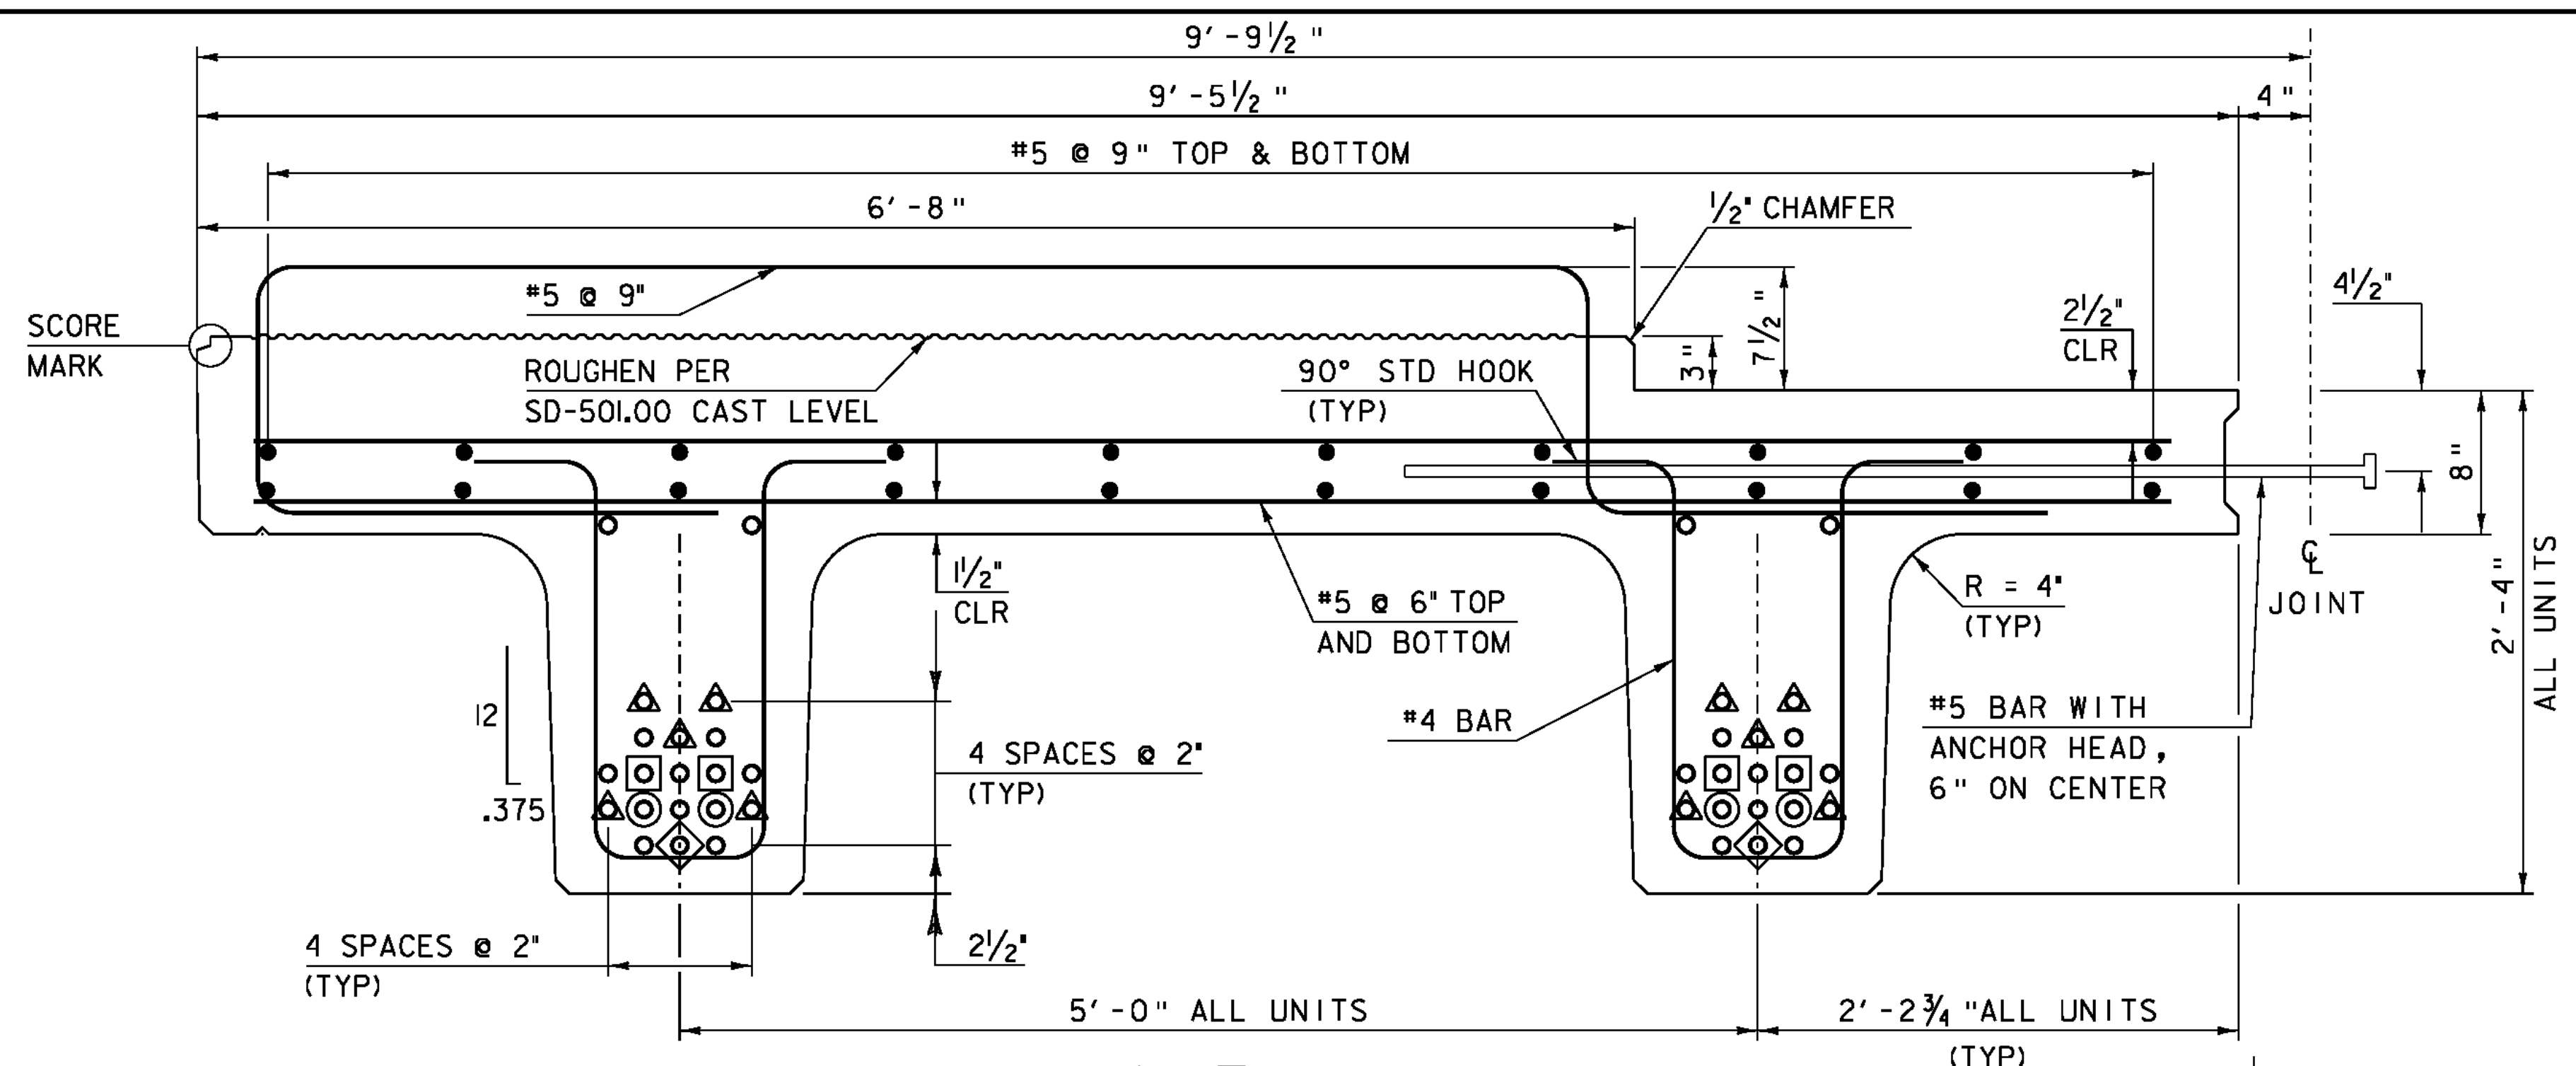 9'-9½"
9'-5½"
4"
#5 @ 9" TOP & BOTTOM
6'-8"
½" CHAMFER
#5 @ 9"
SCORE
MARK
ROUGHEN PER
SD-501.00 CAST LEVEL
90° STD HOOK
(TYP)
3"
7½"
2½"
CLR
4½"
8"
2'-4"
ALL UNITS
℄
JOINT
1½"
CLR
#5 @ 6" TOP
AND BOTTOM
R = 4"
(TYP)
12
.375
4 SPACES @ 2"
(TYP)
#4 BAR
#5 BAR WITH
ANCHOR HEAD,
6" ON CENTER
4 SPACES @ 2"
(TYP)
2½"
5'-0" ALL UNITS
2'-2¾" ALL UNITS
(TYP)